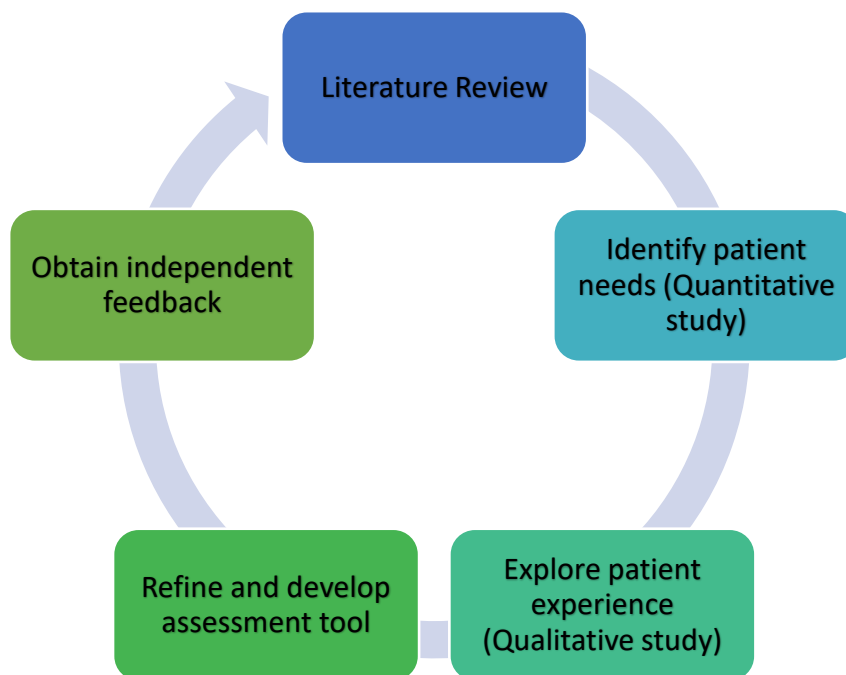 Literature Review
Identify patient
needs (Quantitative
study)
Explore patient
experience
(Qualitative study)
Refine and develop
assessment tool
Obtain independent
feedback